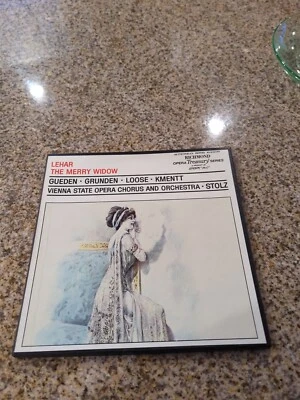 LEHAR
THE MERRY WIDOW
RICHMOND
OPERA Treasury SERIES
GUEDEN · GRUNDEN · LOOSE · KMENTT
VIENNA STATE OPERA CHORUS AND ORCHESTRA · STOLZ